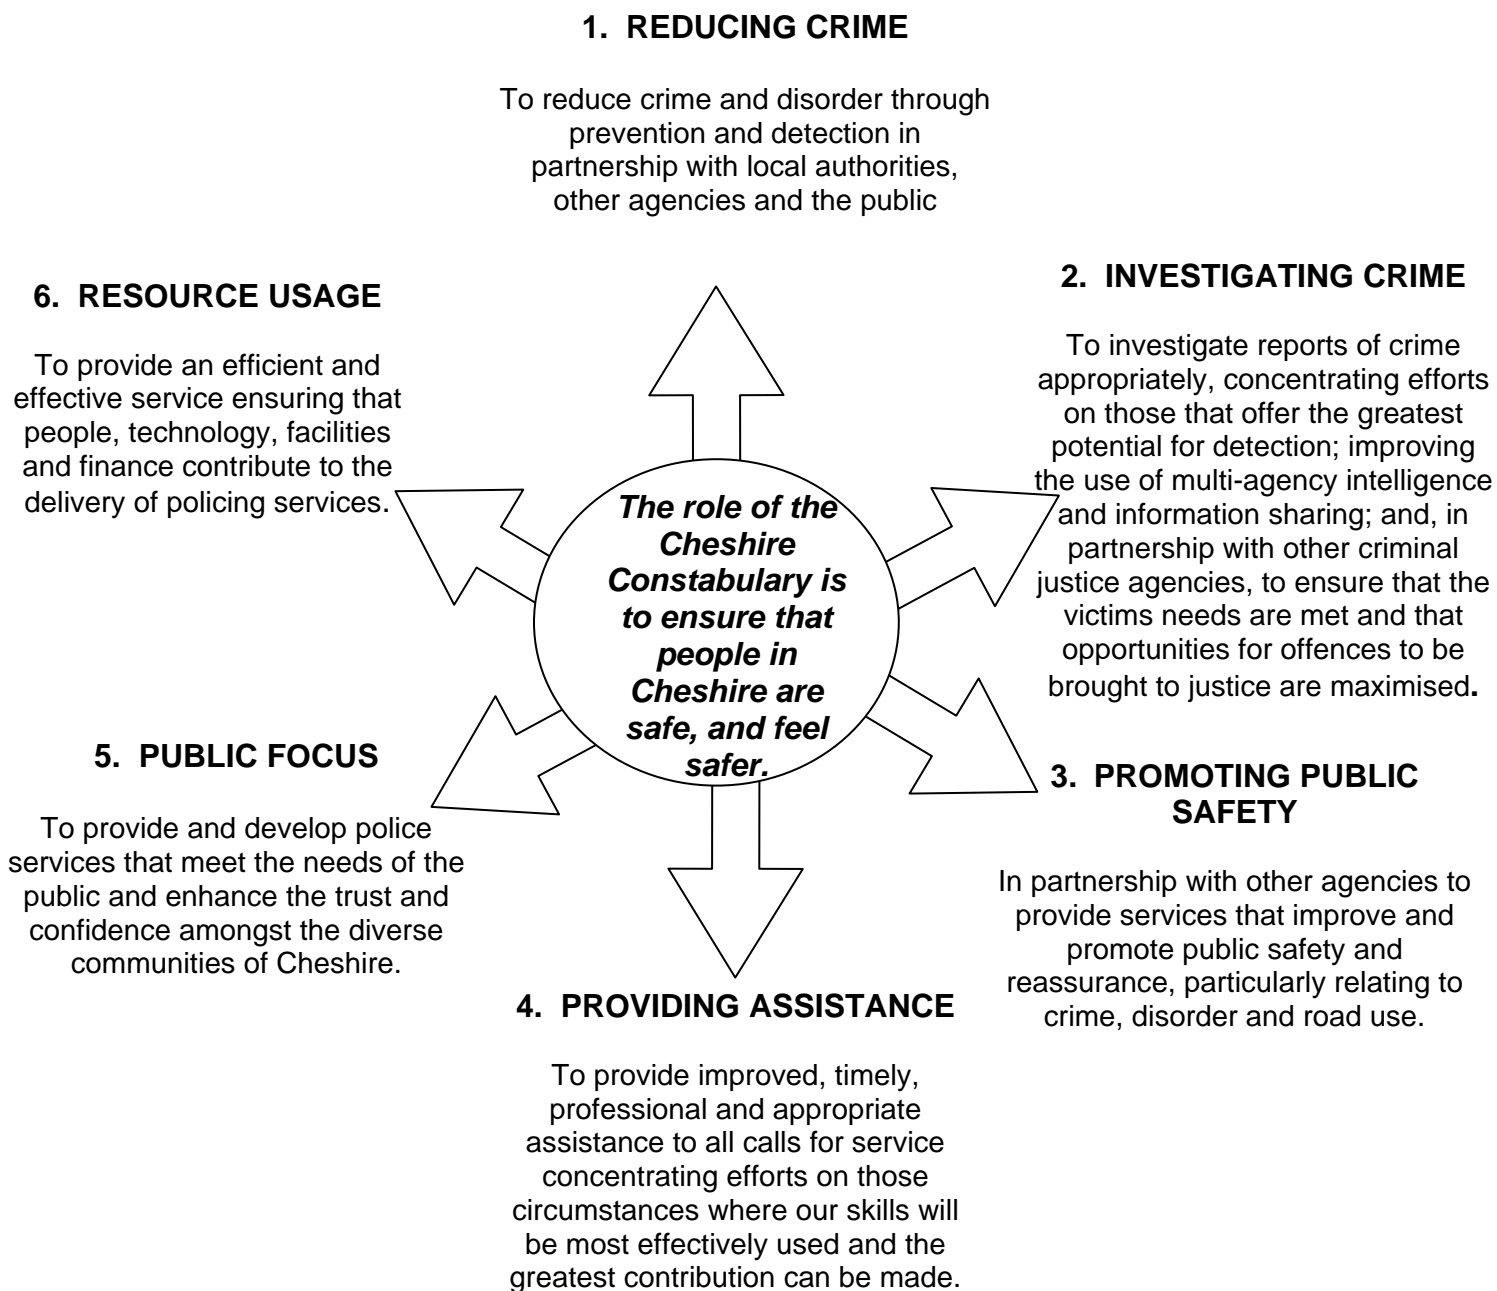 1. REDUCING CRIME
To reduce crime and disorder through
prevention and detection in
partnership with local authorities,
other agencies and the public
2. INVESTIGATING CRIME
To investigate reports of crime
appropriately, concentrating efforts
on those that offer the greatest
potential for detection; improving
the use of multi-agency intelligence
and information sharing; and, in
partnership with other criminal
justice agencies, to ensure that the
victims needs are met and that
opportunities for offences to be
brought to justice are maximised.
3. PROMOTING PUBLIC
SAFETY
In partnership with other agencies to
provide services that improve and
promote public safety and
reassurance, particularly relating to
crime, disorder and road use.
4. PROVIDING ASSISTANCE
To provide improved, timely,
professional and appropriate
assistance to all calls for service
concentrating efforts on those
circumstances where our skills will
be most effectively used and the
greatest contribution can be made.
5. PUBLIC FOCUS
To provide and develop police
services that meet the needs of the
public and enhance the trust and
confidence amongst the diverse
communities of Cheshire.
6. RESOURCE USAGE
To provide an efficient and
effective service ensuring that
people, technology, facilities
and finance contribute to the
delivery of policing services.
The role of the
Cheshire
Constabulary is
to ensure that
people in
Cheshire are
safe, and feel
safer.